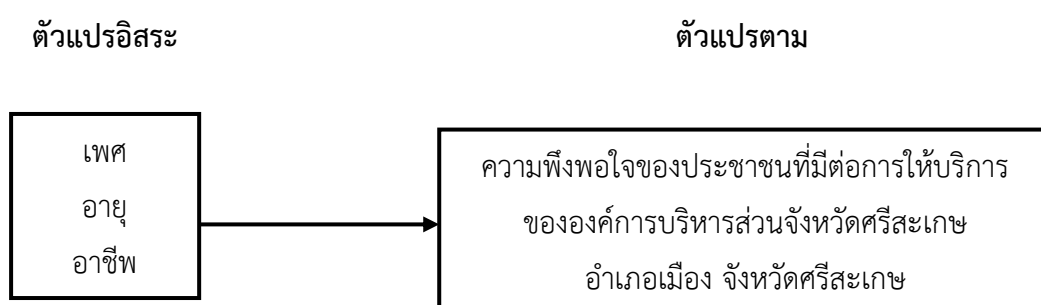 ตัวแปรอิสระ
ตัวแปรตาม
เพศ
อายุ
อาชีพ
ความพึงพอใจของประชาชนที่มีต่อการให้บริการ
ขององค์การบริหารส่วนจังหวัดศรีสะเกษ
อำเภอเมือง จังหวัดศรีสะเกษ